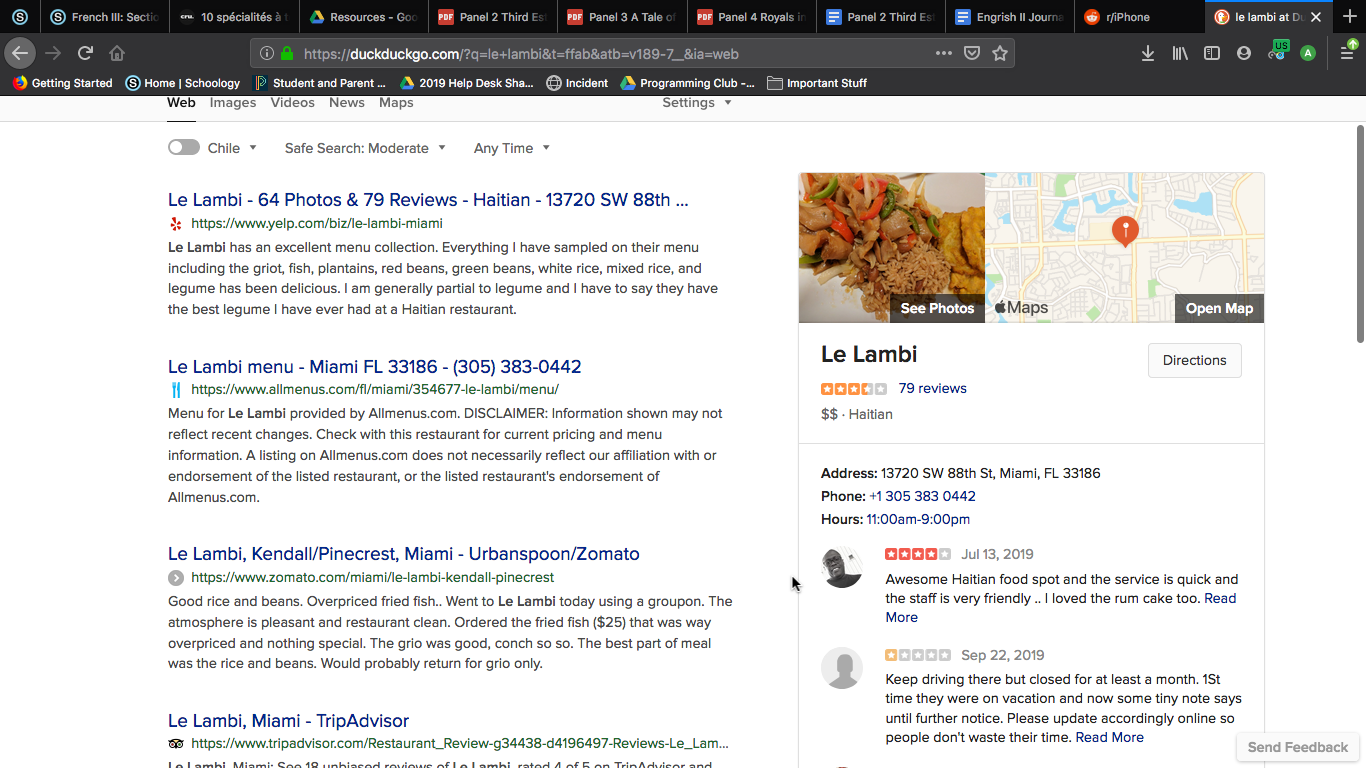 French III: Sectio
10 spécialités à t
Resources - Goo
Panel 2 Third Est
Panel 3 A Tale of
Panel 4 Royals in
Panel 2 Third Est
Engrish II Journa
r/iPhone
le lambi at Du
https://duckduckgo.com/?q=le+lambi&t=ffab&atb=v189-7__&ia=web
US
A
Getting Started
Home | Schoology
Student and Parent ...
2019 Help Desk Sha...
Incident
Programming Club -...
Important Stuff
Web Images Videos News Maps Settings
Chile Safe Search: Moderate Any Time
Le Lambi - 64 Photos & 79 Reviews - Haitian - 13720 SW 88th ...
https://www.yelp.com/biz/le-lambi-miami
Le Lambi has an excellent menu collection. Everything I have sampled on their menu
including the griot, fish, plantains, red beans, green beans, white rice, mixed rice, and
legume has been delicious. I am generally partial to legume and I have to say they have
the best legume I have ever had at a Haitian restaurant.
Le Lambi menu - Miami FL 33186 - (305) 383-0442
https://www.allmenus.com/fl/miami/354677-le-lambi/menu/
Menu for Le Lambi provided by Allmenus.com. DISCLAIMER: Information shown may not
reflect recent changes. Check with this restaurant for current pricing and menu
information. A listing on Allmenus.com does not necessarily reflect our affiliation with or
endorsement of the listed restaurant, or the listed restaurant's endorsement of
Allmenus.com.
Le Lambi, Kendall/Pinecrest, Miami - Urbanspoon/Zomato
https://www.zomato.com/miami/le-lambi-kendall-pinecrest
Good rice and beans. Overpriced fried fish.. Went to Le Lambi today using a groupon. The
atmosphere is pleasant and restaurant clean. Ordered the fried fish ($25) that was way
overpriced and nothing special. The grio was good, conch so so. The best part of meal
was the rice and beans. Would probably return for grio only.
Le Lambi, Miami - TripAdvisor
https://www.tripadvisor.com/Restaurant_Review-g34438-d4196497-Reviews-Le_Lam...
Le Lambi, Miami: See 18 unbiased reviews of Le Lambi, rated 4 of 5 on TripAdvisor and
See Photos
Maps
Open Map
Le Lambi
Directions
79 reviews
$$ · Haitian
Address: 13720 SW 88th St, Miami, FL 33186
Phone: +1 305 383 0442
Hours: 11:00am-9:00pm
Jul 13, 2019
Awesome Haitian food spot and the service is quick and
the staff is very friendly .. I loved the rum cake too. Read
More
Sep 22, 2019
Keep driving there but closed for at least a month. 1St
time they were on vacation and now some tiny note says
until further notice. Please update accordingly online so
people don't waste their time. Read More
Send Feedback